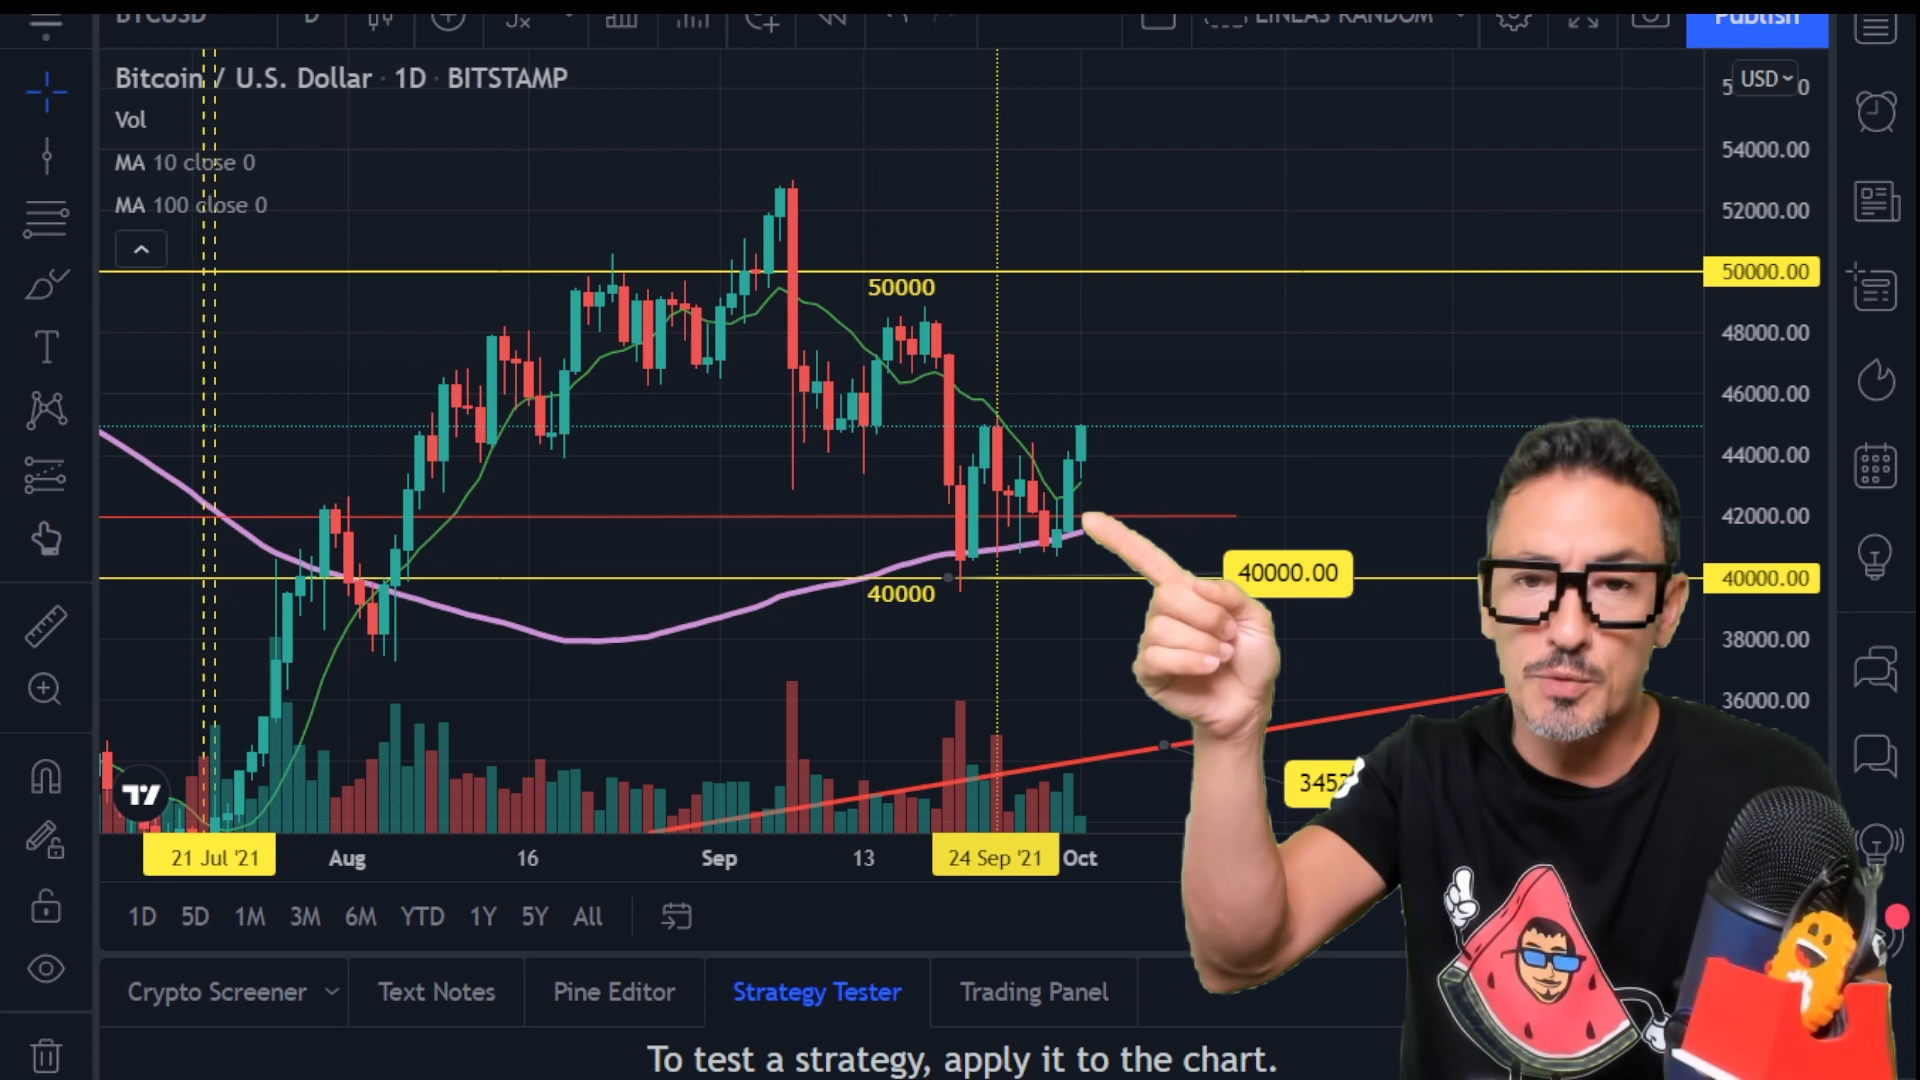 BTCUSD D LINEAS RANDOM Publish
Bitcoin / U.S. Dollar · 1D · BITSTAMP
Vol
MA 10 close 0
MA 100 close 0
USD
54000.00
52000.00
50000.00
50000
48000.00
46000.00
44000.00
42000.00
40000.00
40000.00
40000
38000.00
36000.00
21 Jul '21 Aug 16 Sep 13 24 Sep '21 Oct
1D 5D 1M 3M 6M YTD 1Y 5Y All
Crypto Screener Text Notes Pine Editor Strategy Tester Trading Panel
To test a strategy, apply it to the chart.